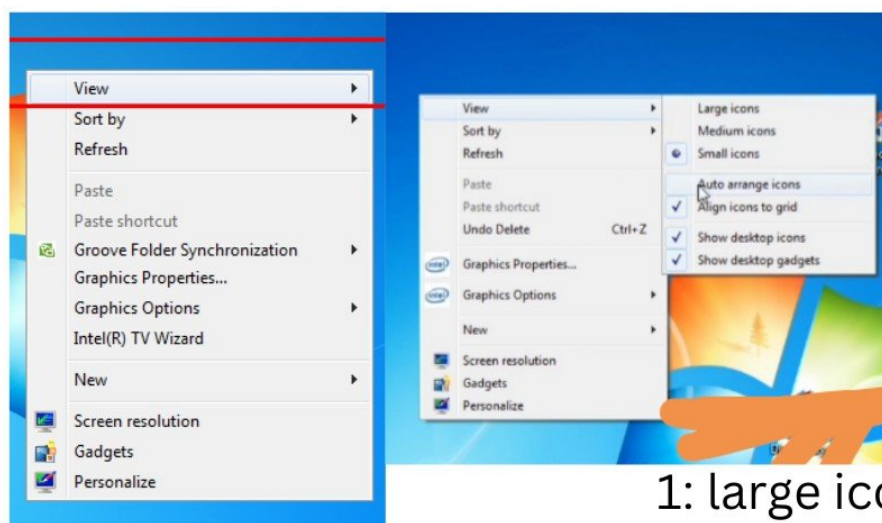 View
Sort by
Refresh
Paste
Paste shortcut
Groove Folder Synchronization
Graphics Properties...
Graphics Options
Intel(R) TV Wizard
New
Screen resolution
Gadgets
Personalize
View
Sort by
Refresh
Paste
Paste shortcut
Undo Delete Ctrl+Z
Graphics Properties...
Graphics Options
New
Screen resolution
Gadgets
Personalize
Large icons
Medium icons
Small icons
Auto arrange icons
Align icons to grid
Show desktop icons
Show desktop gadgets
1: large